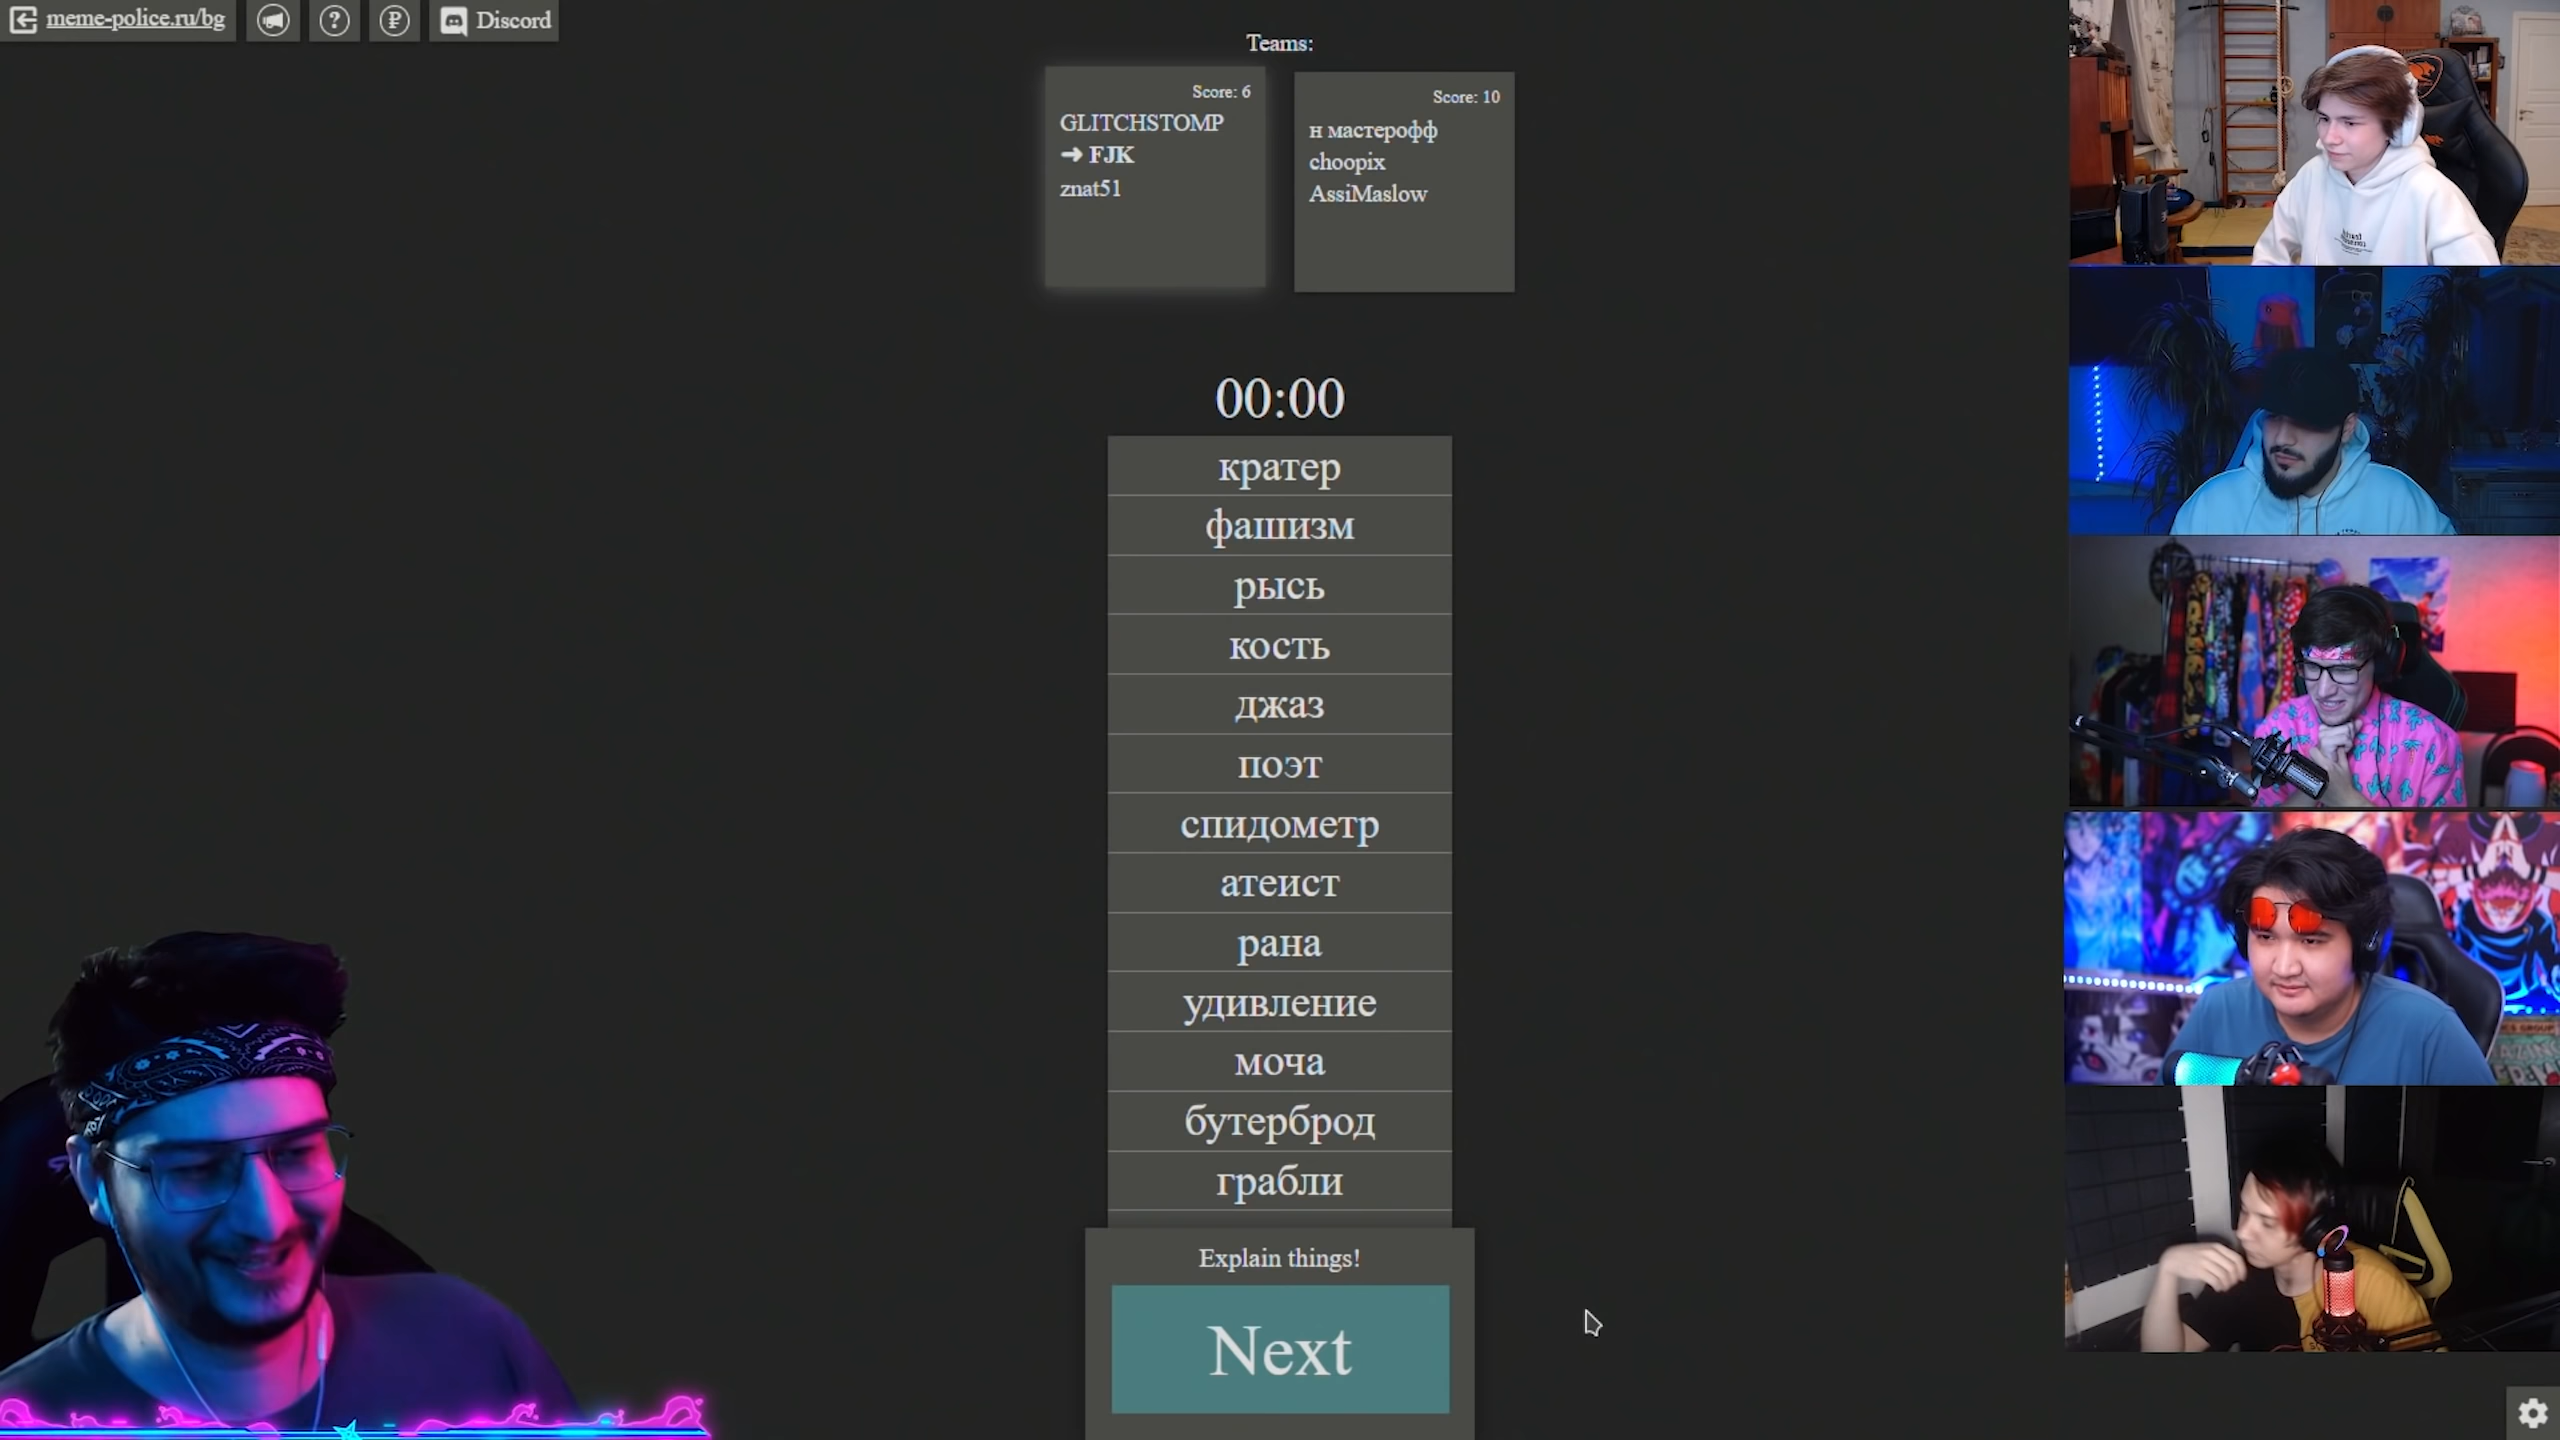 meme-police.ru/bg
Discord
Teams:
Score: 6
GLITCHSTOMP
➜ FJK
znat51
Score: 10
н мастерофф
choopix
AssiMaslow
00:00
кратер
фашизм
рысь
кость
джаз
поэт
спидометр
атеист
рана
удивление
моча
бутерброд
грабли
Explain things!
Next